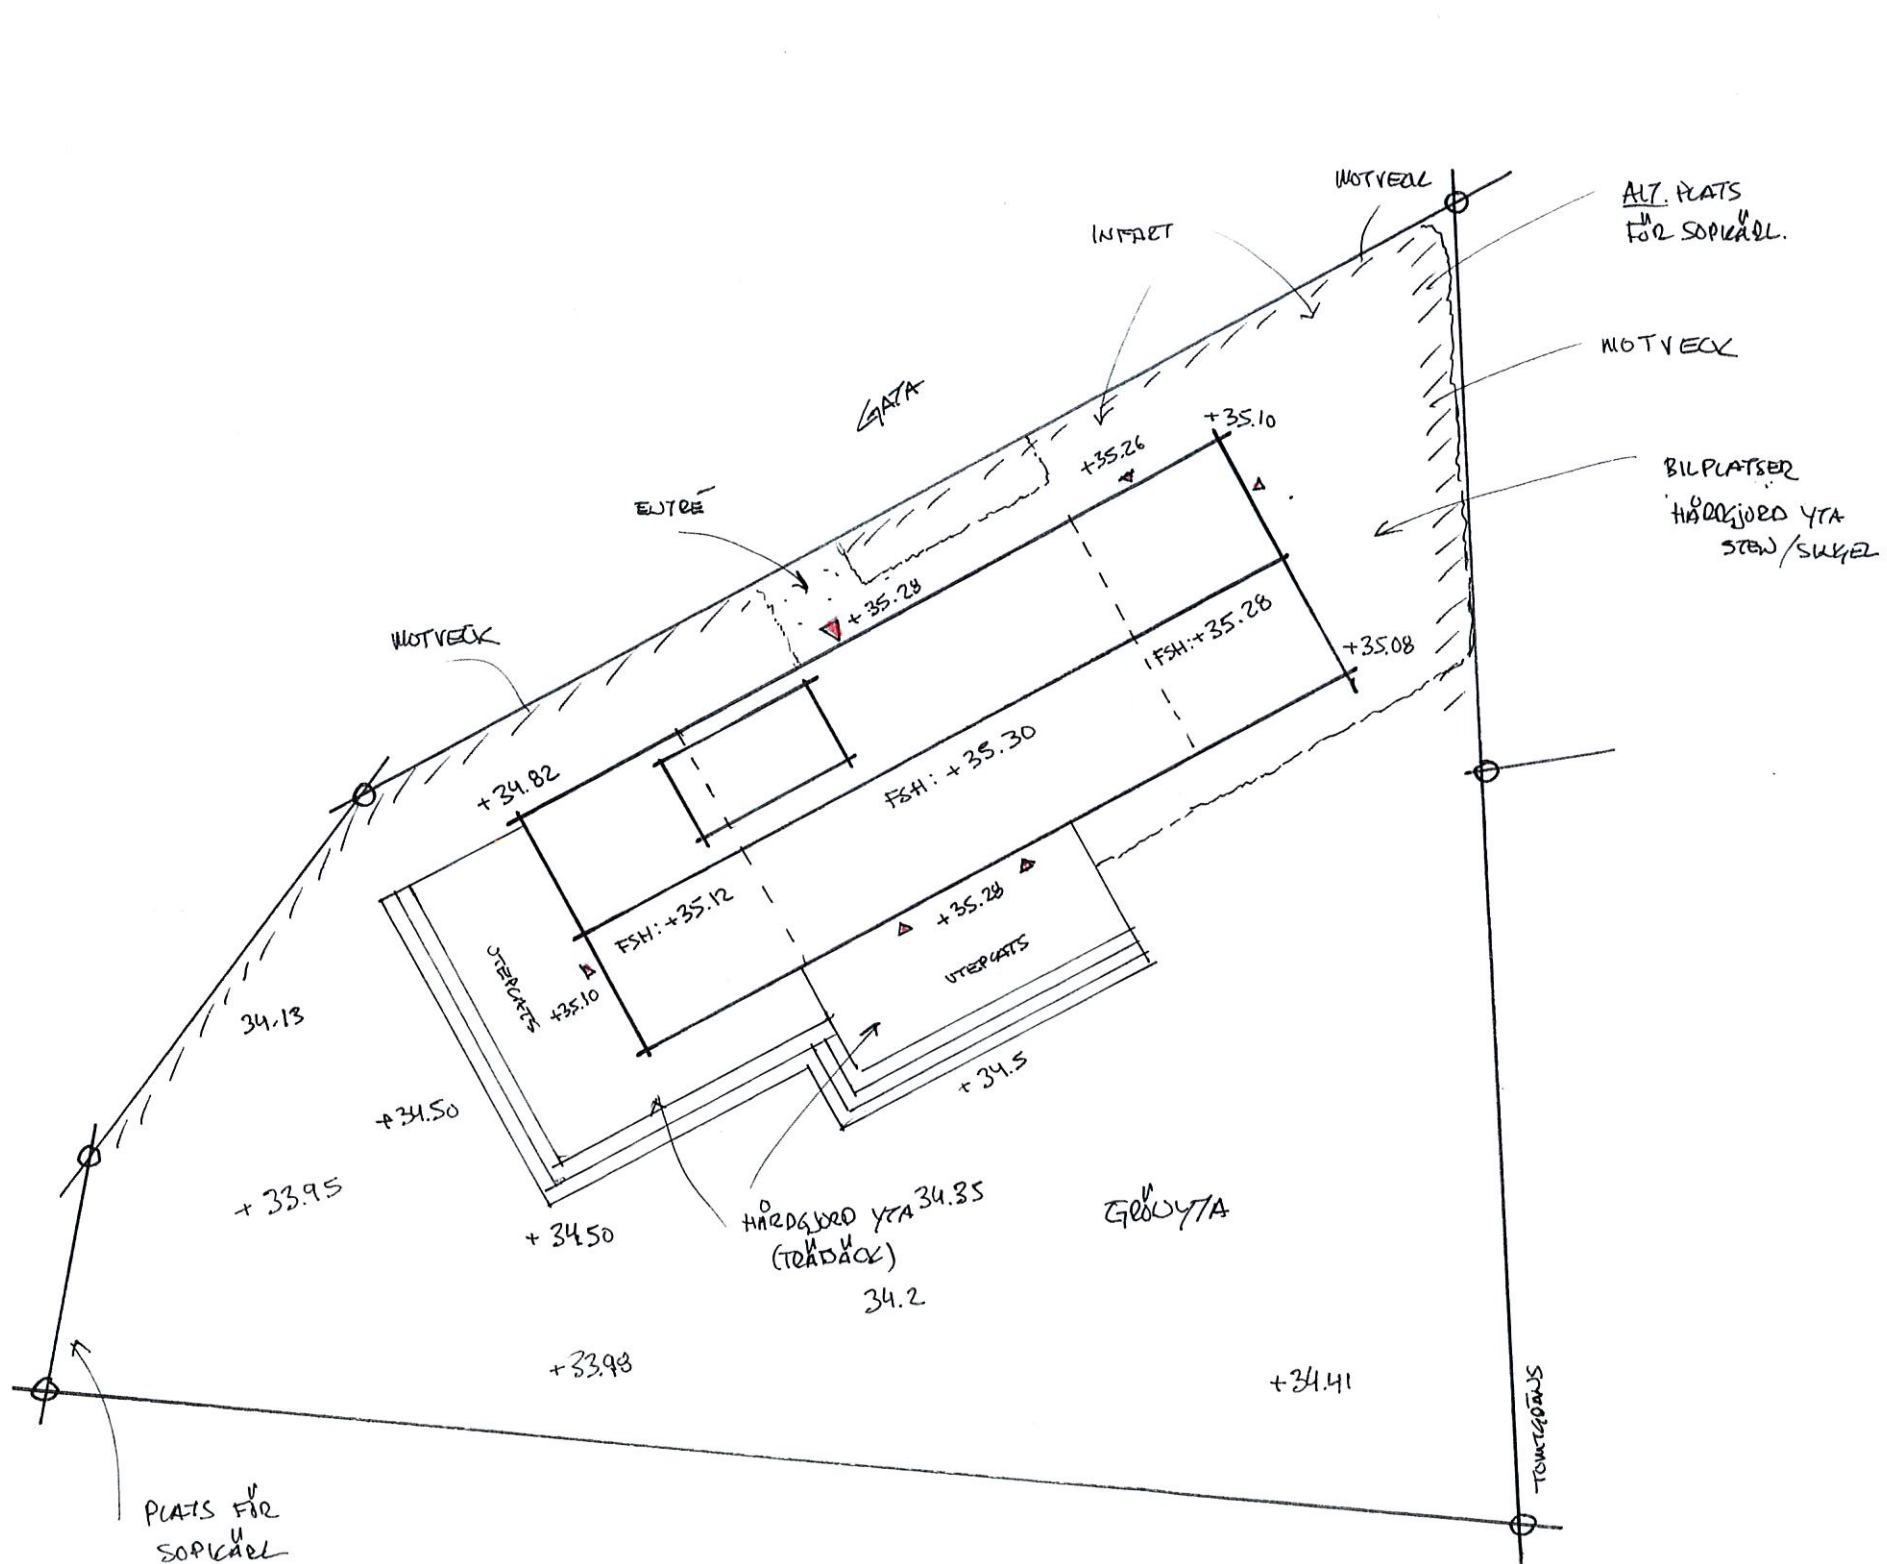 MOTVECK
ALT. PLATS
FÖR SOPKÄRL.
INFART
MOTVECK
GATA
+35.10
+35.26
BILPLATSER
HÅRDGJORD YTA
STEN/SINGEL
ENTRÉ
+35.28
MOTVECK
FSH:+35.28
+35.08
+34.82
FSH: +35.30
FSH: +35.12
+35.28
UTEPLATS
UTEPLATS
+35.10
34.13
+34.50
+34.5
+33.95
HÅRDGJORD YTA 34.35
(TRÄDÄCK)
GRÖNYTA
+34.50
34.2
+33.98
+34.41
TOMTGRÄNS
PLATS FÖR
SOPKÄRL